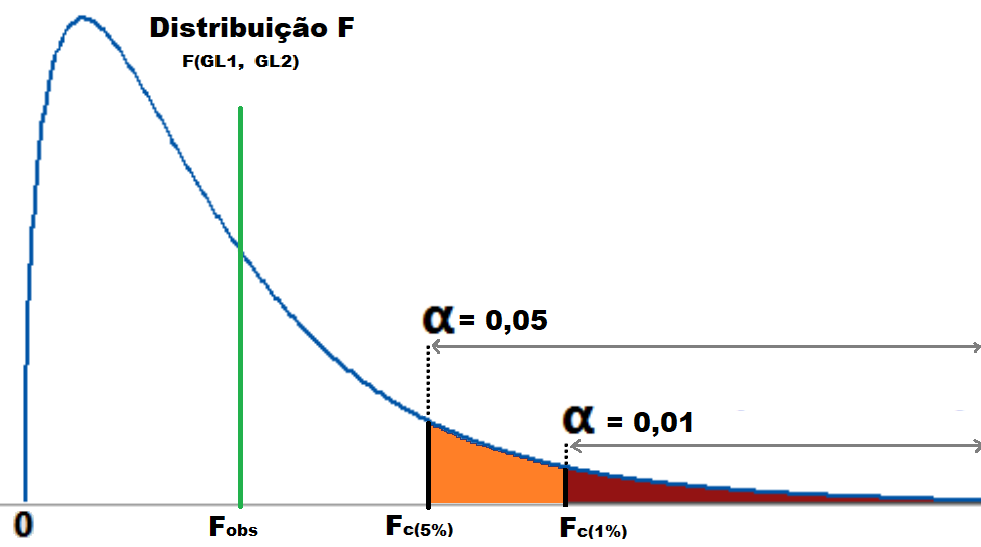 Distribuição F
F(GL1, GL2)
α = 0,05
α = 0,01
0
Fobs
Fc(5%)
Fc(1%)